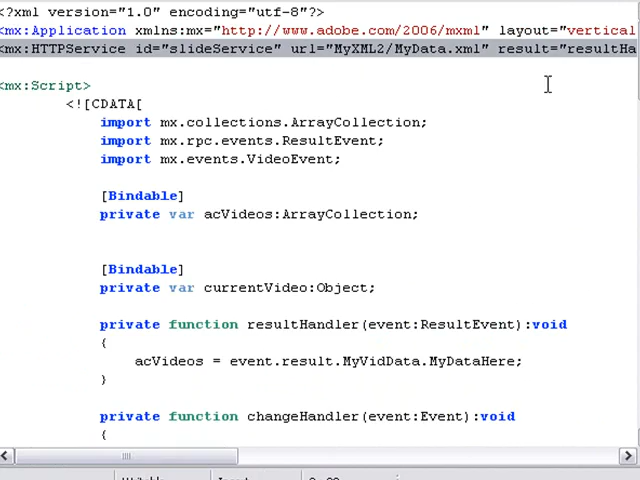 <?xml version="1.0" encoding="utf-8"?>
<mx:Application xmlns:mx="http://www.adobe.com/2006/mxml" layout="vertical
<mx:HTTPService id="slideService" url="MyXML2/MyData.xml" result="resultHa
<mx:Script>
<![CDATA[
import mx.collections.ArrayCollection;
import mx.rpc.events.ResultEvent;
import mx.events.VideoEvent;
[Bindable]
private var acVideos:ArrayCollection;
[Bindable]
private var currentVideo:Object;
private function resultHandler(event:ResultEvent):void
{
acVideos = event.result.MyVidData.MyDataHere;
}
private function changeHandler(event:Event):void
{